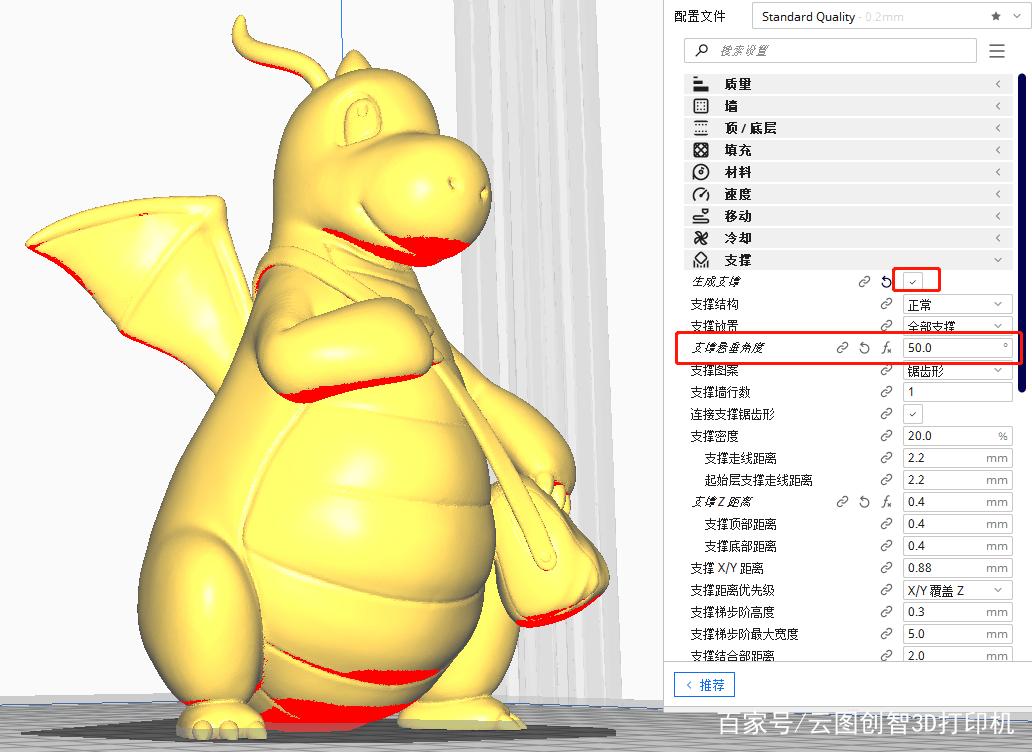 配置文件 Standard Quality - 0.2mm
搜索设置
质量
墙
顶 / 底层
填充
材料
速度
移动
冷却
支撑
生成支撑
支撑结构 正常
支撑放置 全部支撑
支撑悬垂角度 50.0 °
支撑图案 锯齿形
支撑墙行数 1
连接支撑锯齿形
支撑密度 20.0 %
支撑走线距离 2.2 mm
起始层支撑走线距离 2.2 mm
支撑 Z 距离 0.4 mm
支撑顶部距离 0.4 mm
支撑底部距离 0.4 mm
支撑 X/Y 距离 0.88 mm
支撑距离优先级 X/Y 覆盖 Z
支撑梯步阶高度 0.3 mm
支撑梯步阶最大宽度 5.0 mm
支撑结合部距离 2.0 mm
推荐
百家号/云图创智3D打印机